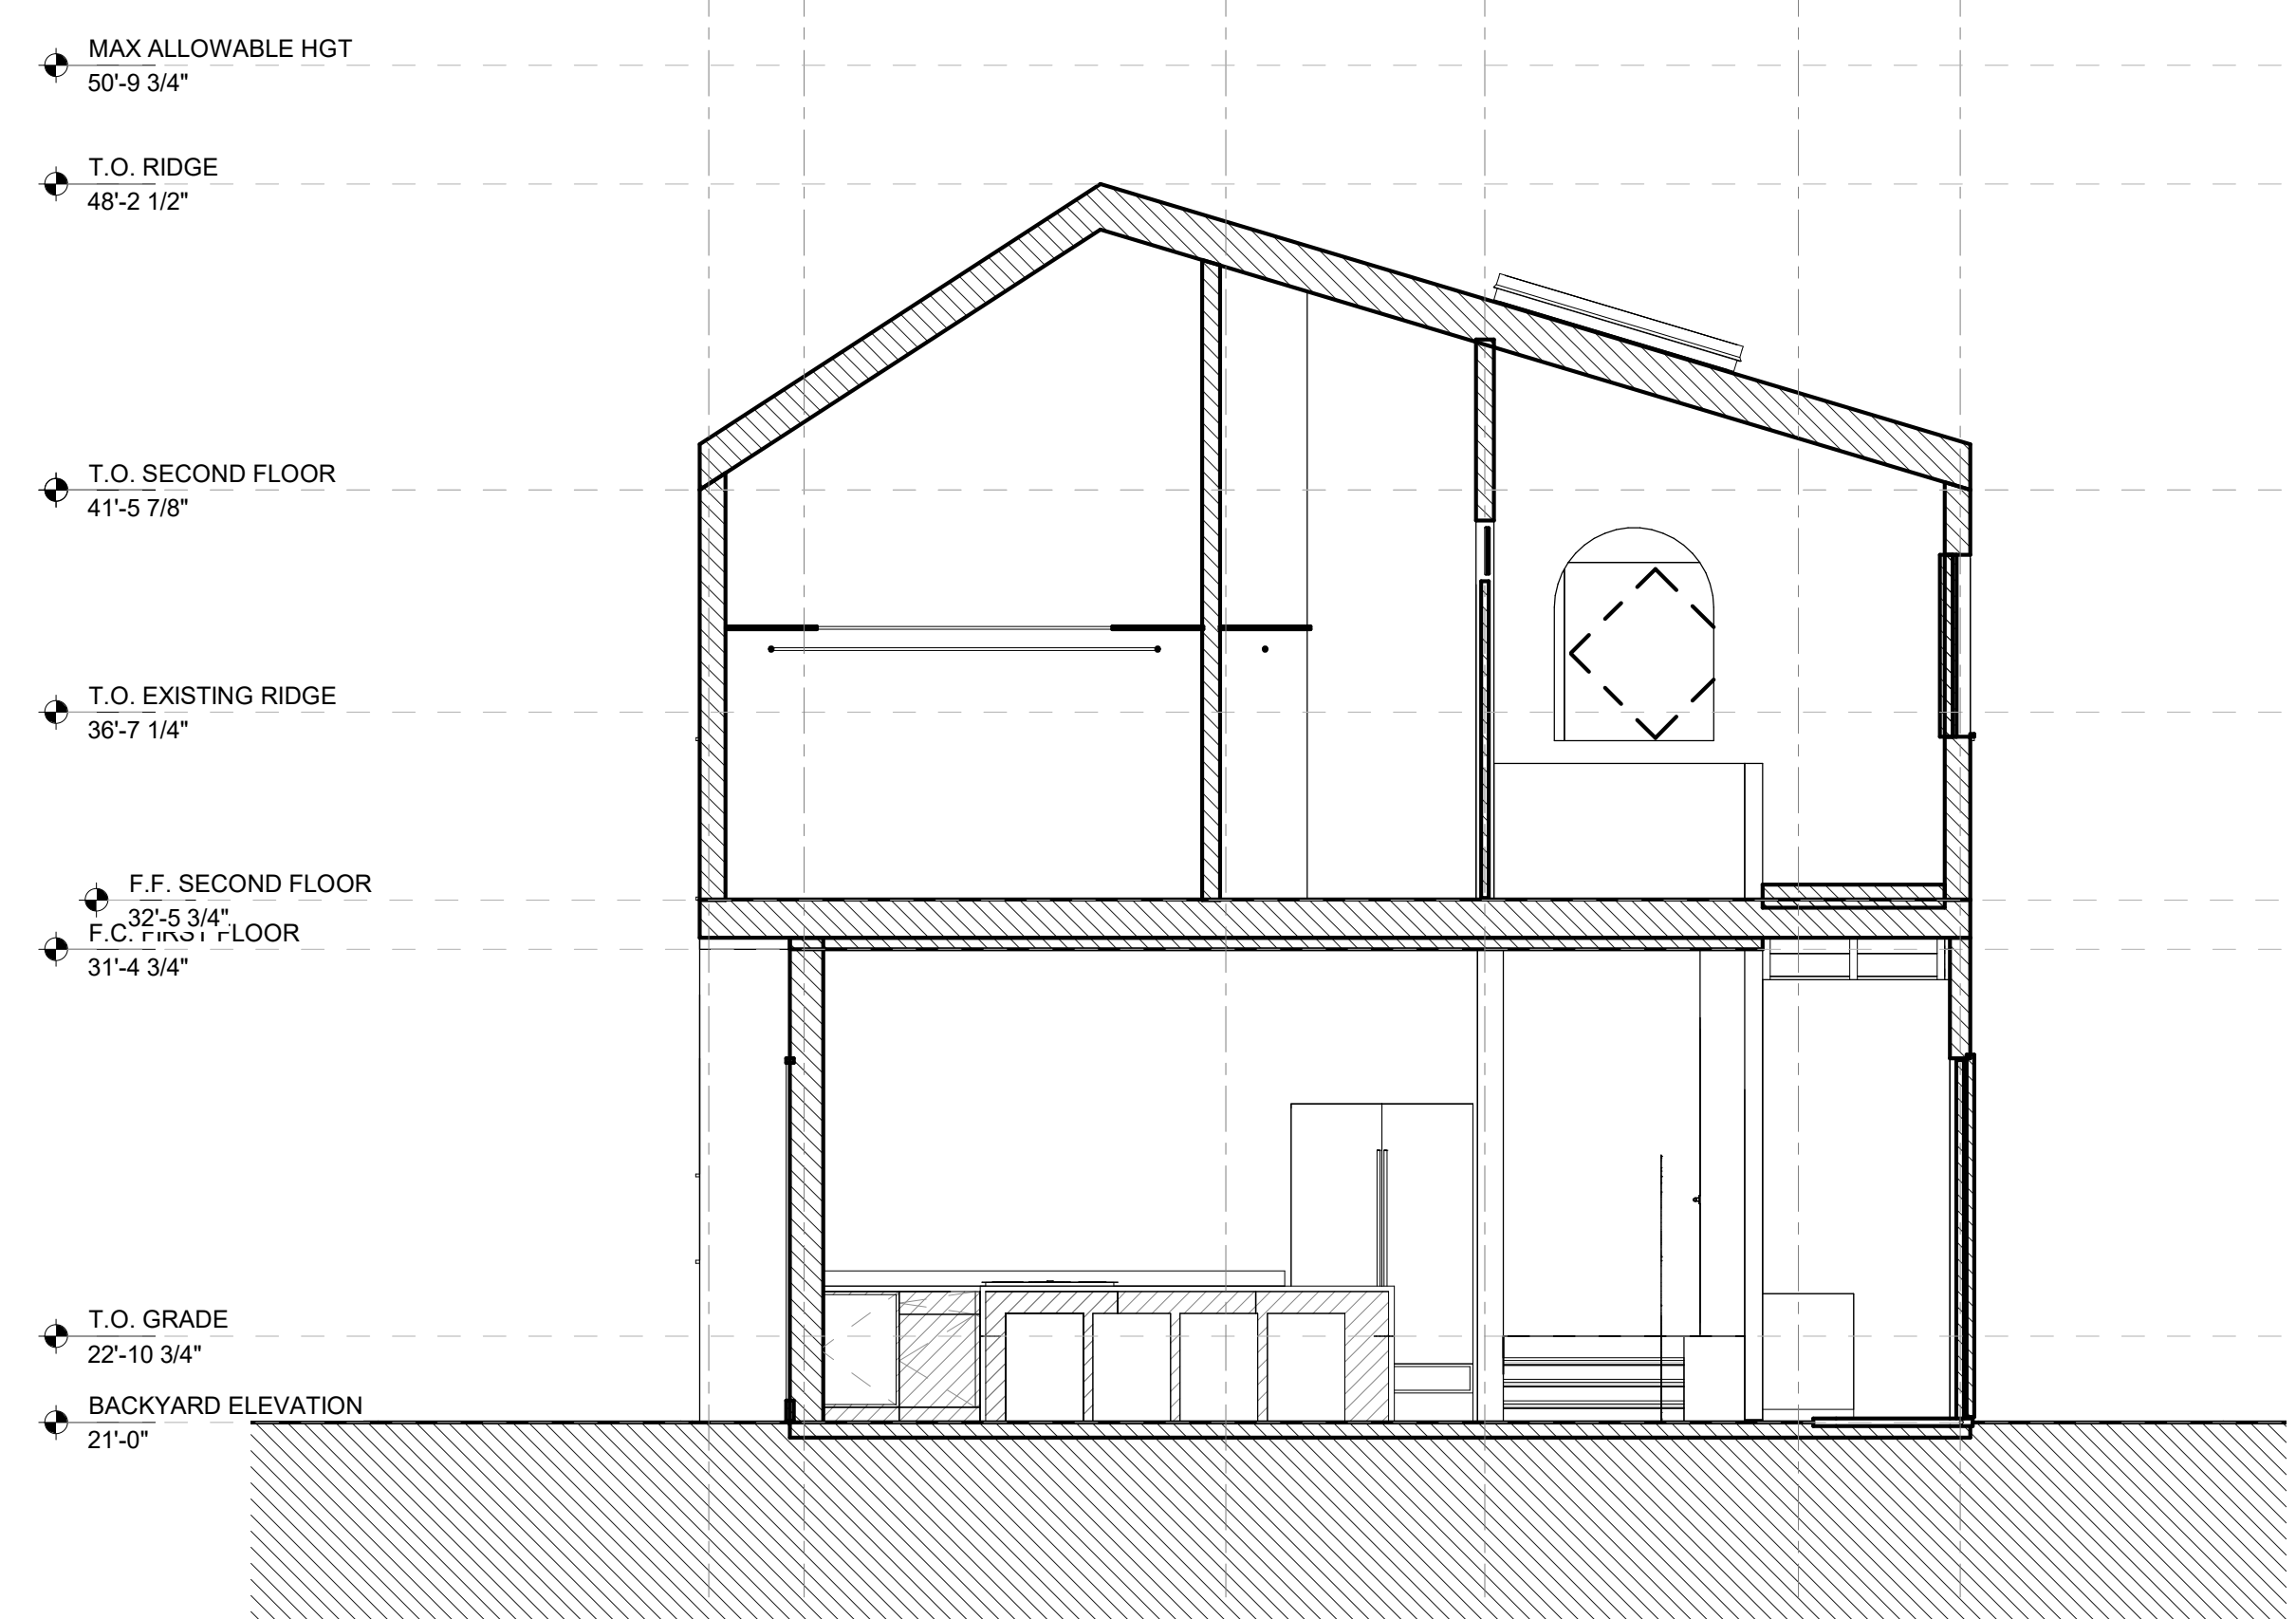 MAX ALLOWABLE HGT
50'-9 3/4"
T.O. RIDGE
48'-2 1/2"
T.O. SECOND FLOOR
41'-5 7/8"
T.O. EXISTING RIDGE
36'-7 1/4"
F.F. SECOND FLOOR
32'-5 3/4"
F.C. FIRST FLOOR
31'-4 3/4"
T.O. GRADE
22'-10 3/4"
BACKYARD ELEVATION
21'-0"